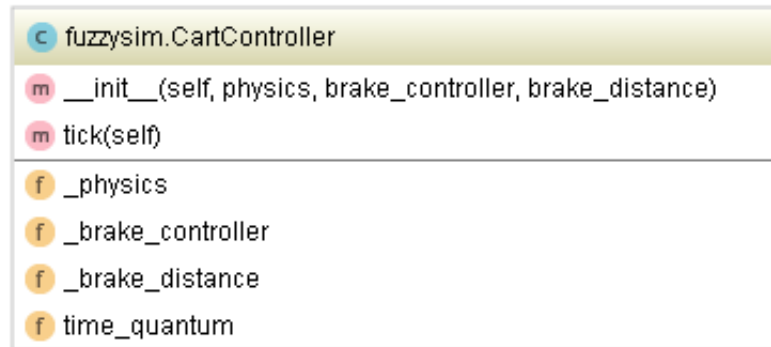 C fuzzysim.CartController
m __init__(self, physics, brake_controller, brake_distance)
m tick(self)
f _physics
f _brake_controller
f _brake_distance
f time_quantum